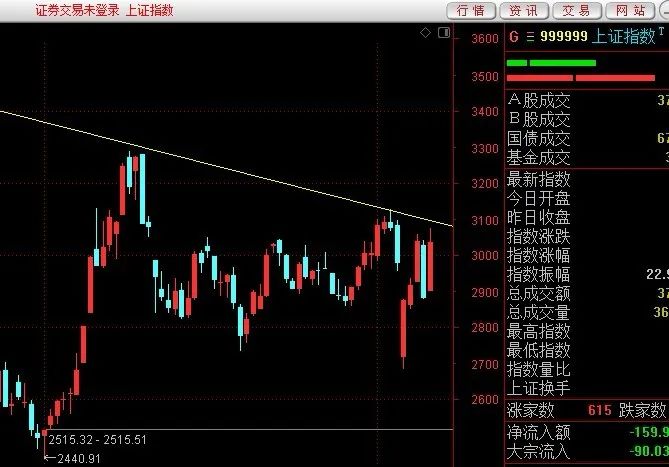 证券交易未登录 上证指数
行情 资讯 交易 网站
G 999999 上证指数 T
3600
3500
3400
3300
3200
3100
3000
2900
2800
2700
2600
2515.32 - 2515.51
2440.91
A股成交 37
B股成交
国债成交 67
基金成交
最新指数
今日开盘
昨日收盘
指数涨跌
指数涨幅
指数振幅 22.9
总成交额 37
总成交量 36
最高指数
最低指数
指数量比
上证换手
涨家数 615 跌家数
净流入额 -159.9
大宗流入 -90.03